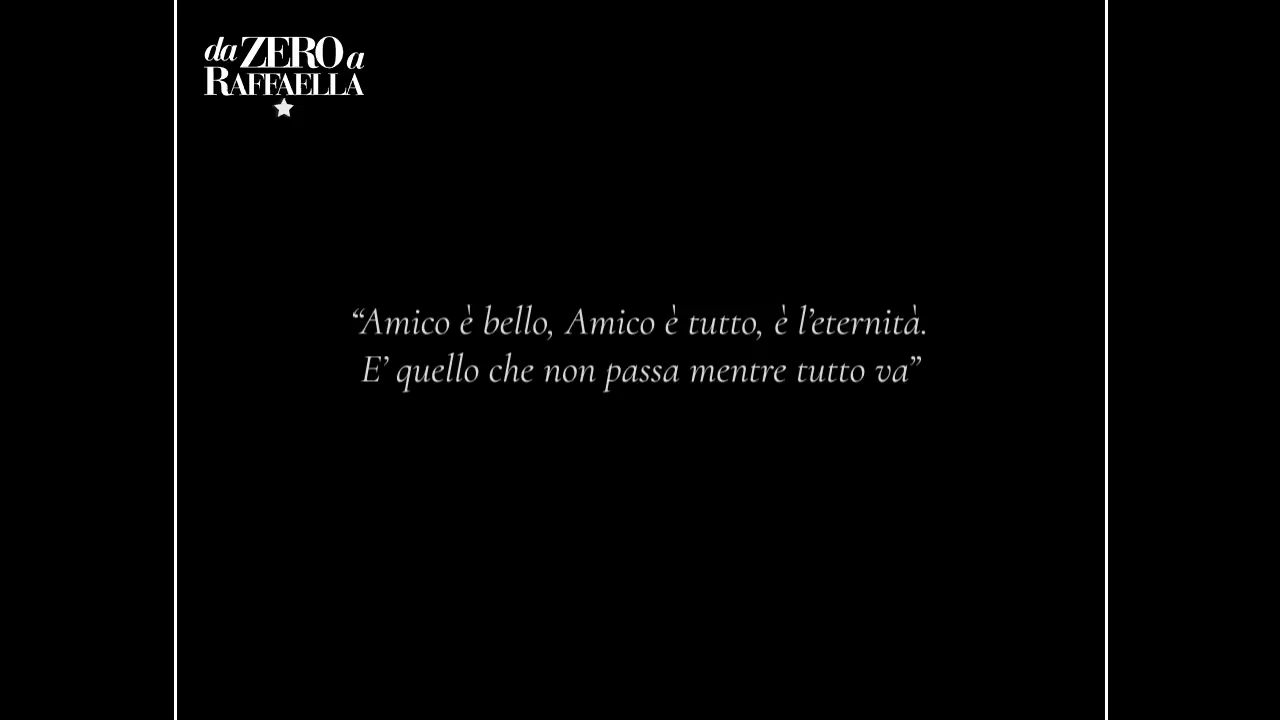 da ZERO a
RAFFAELLA
“Amico è bello, Amico è tutto, è l’eternità.
E’ quello che non passa mentre tutto va”